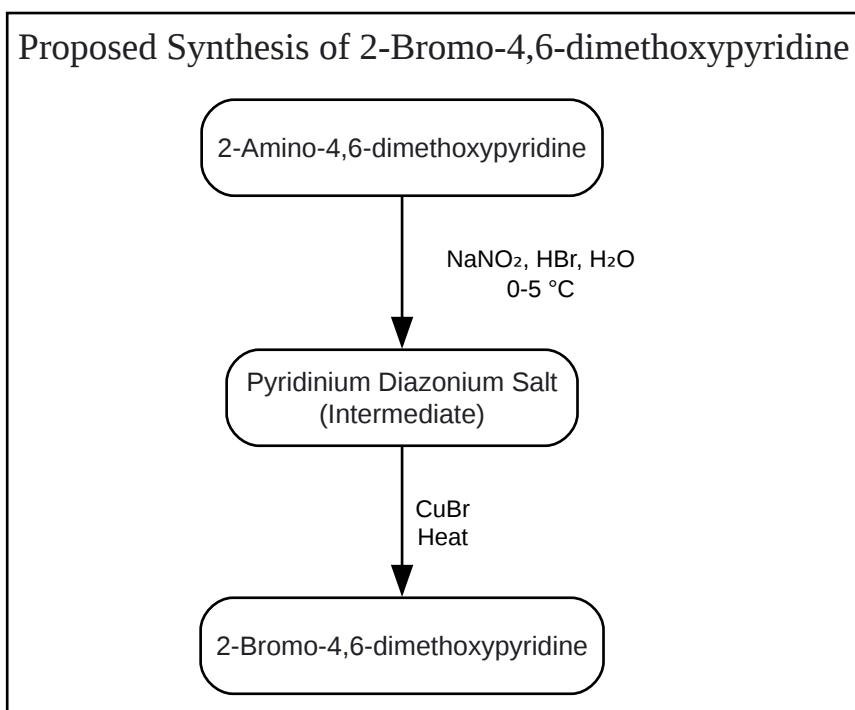 Proposed Synthesis of 2-Bromo-4,6-dimethoxypyridine
2-Amino-4,6-dimethoxypyridine
NaNO₂, HBr, H₂O
0-5 °C
Pyridinium Diazonium Salt
(Intermediate)
CuBr
Heat
2-Bromo-4,6-dimethoxypyridine